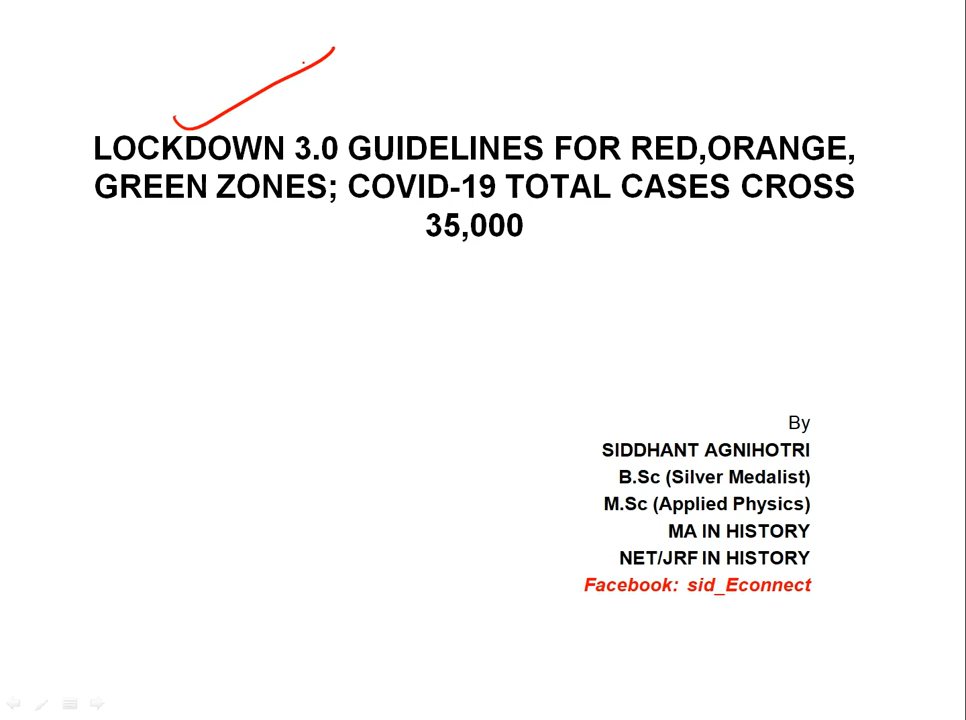 LOCKDOWN 3.0 GUIDELINES FOR RED,ORANGE,
GREEN ZONES; COVID-19 TOTAL CASES CROSS
35,000
By
SIDDHANT AGNIHOTRI
B.Sc (Silver Medalist)
M.Sc (Applied Physics)
MA IN HISTORY
NET/JRF IN HISTORY
Facebook: sid_Econnect